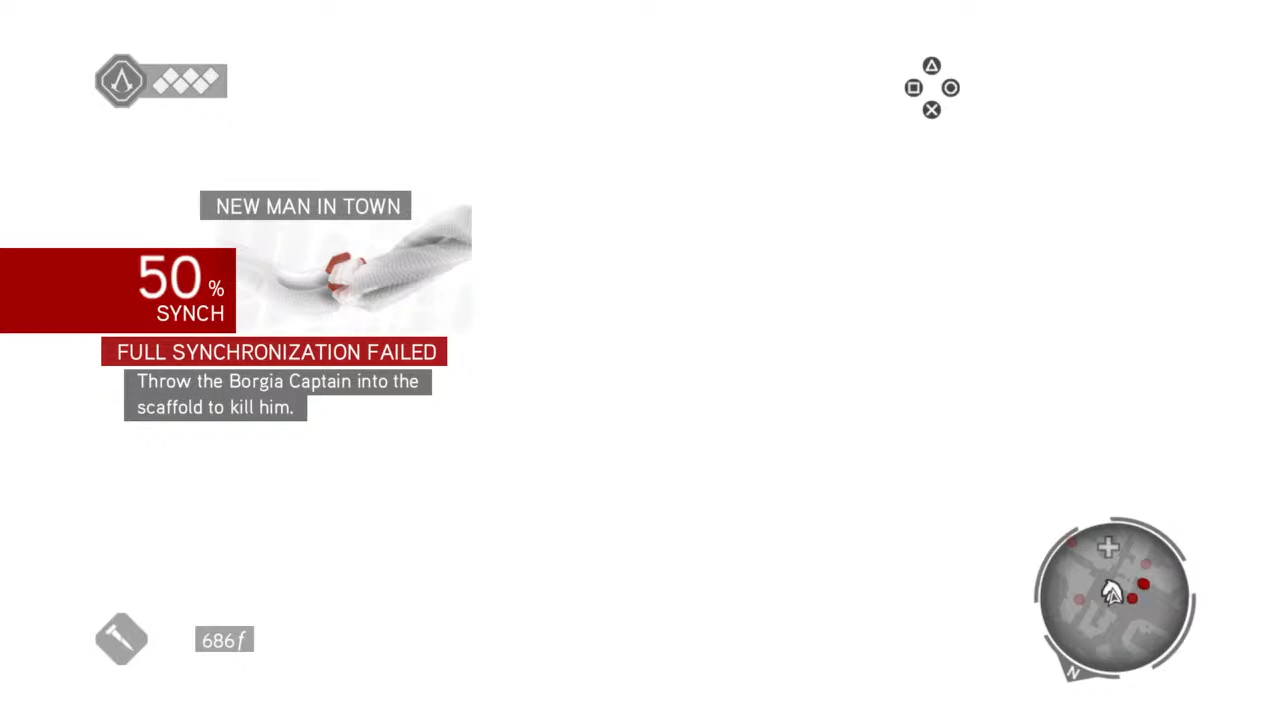 NEW MAN IN TOWN
50 %
SYNCH
FULL SYNCHRONIZATION FAILED
Throw the Borgia Captain into the
scaffold to kill him.
686 ƒ
N